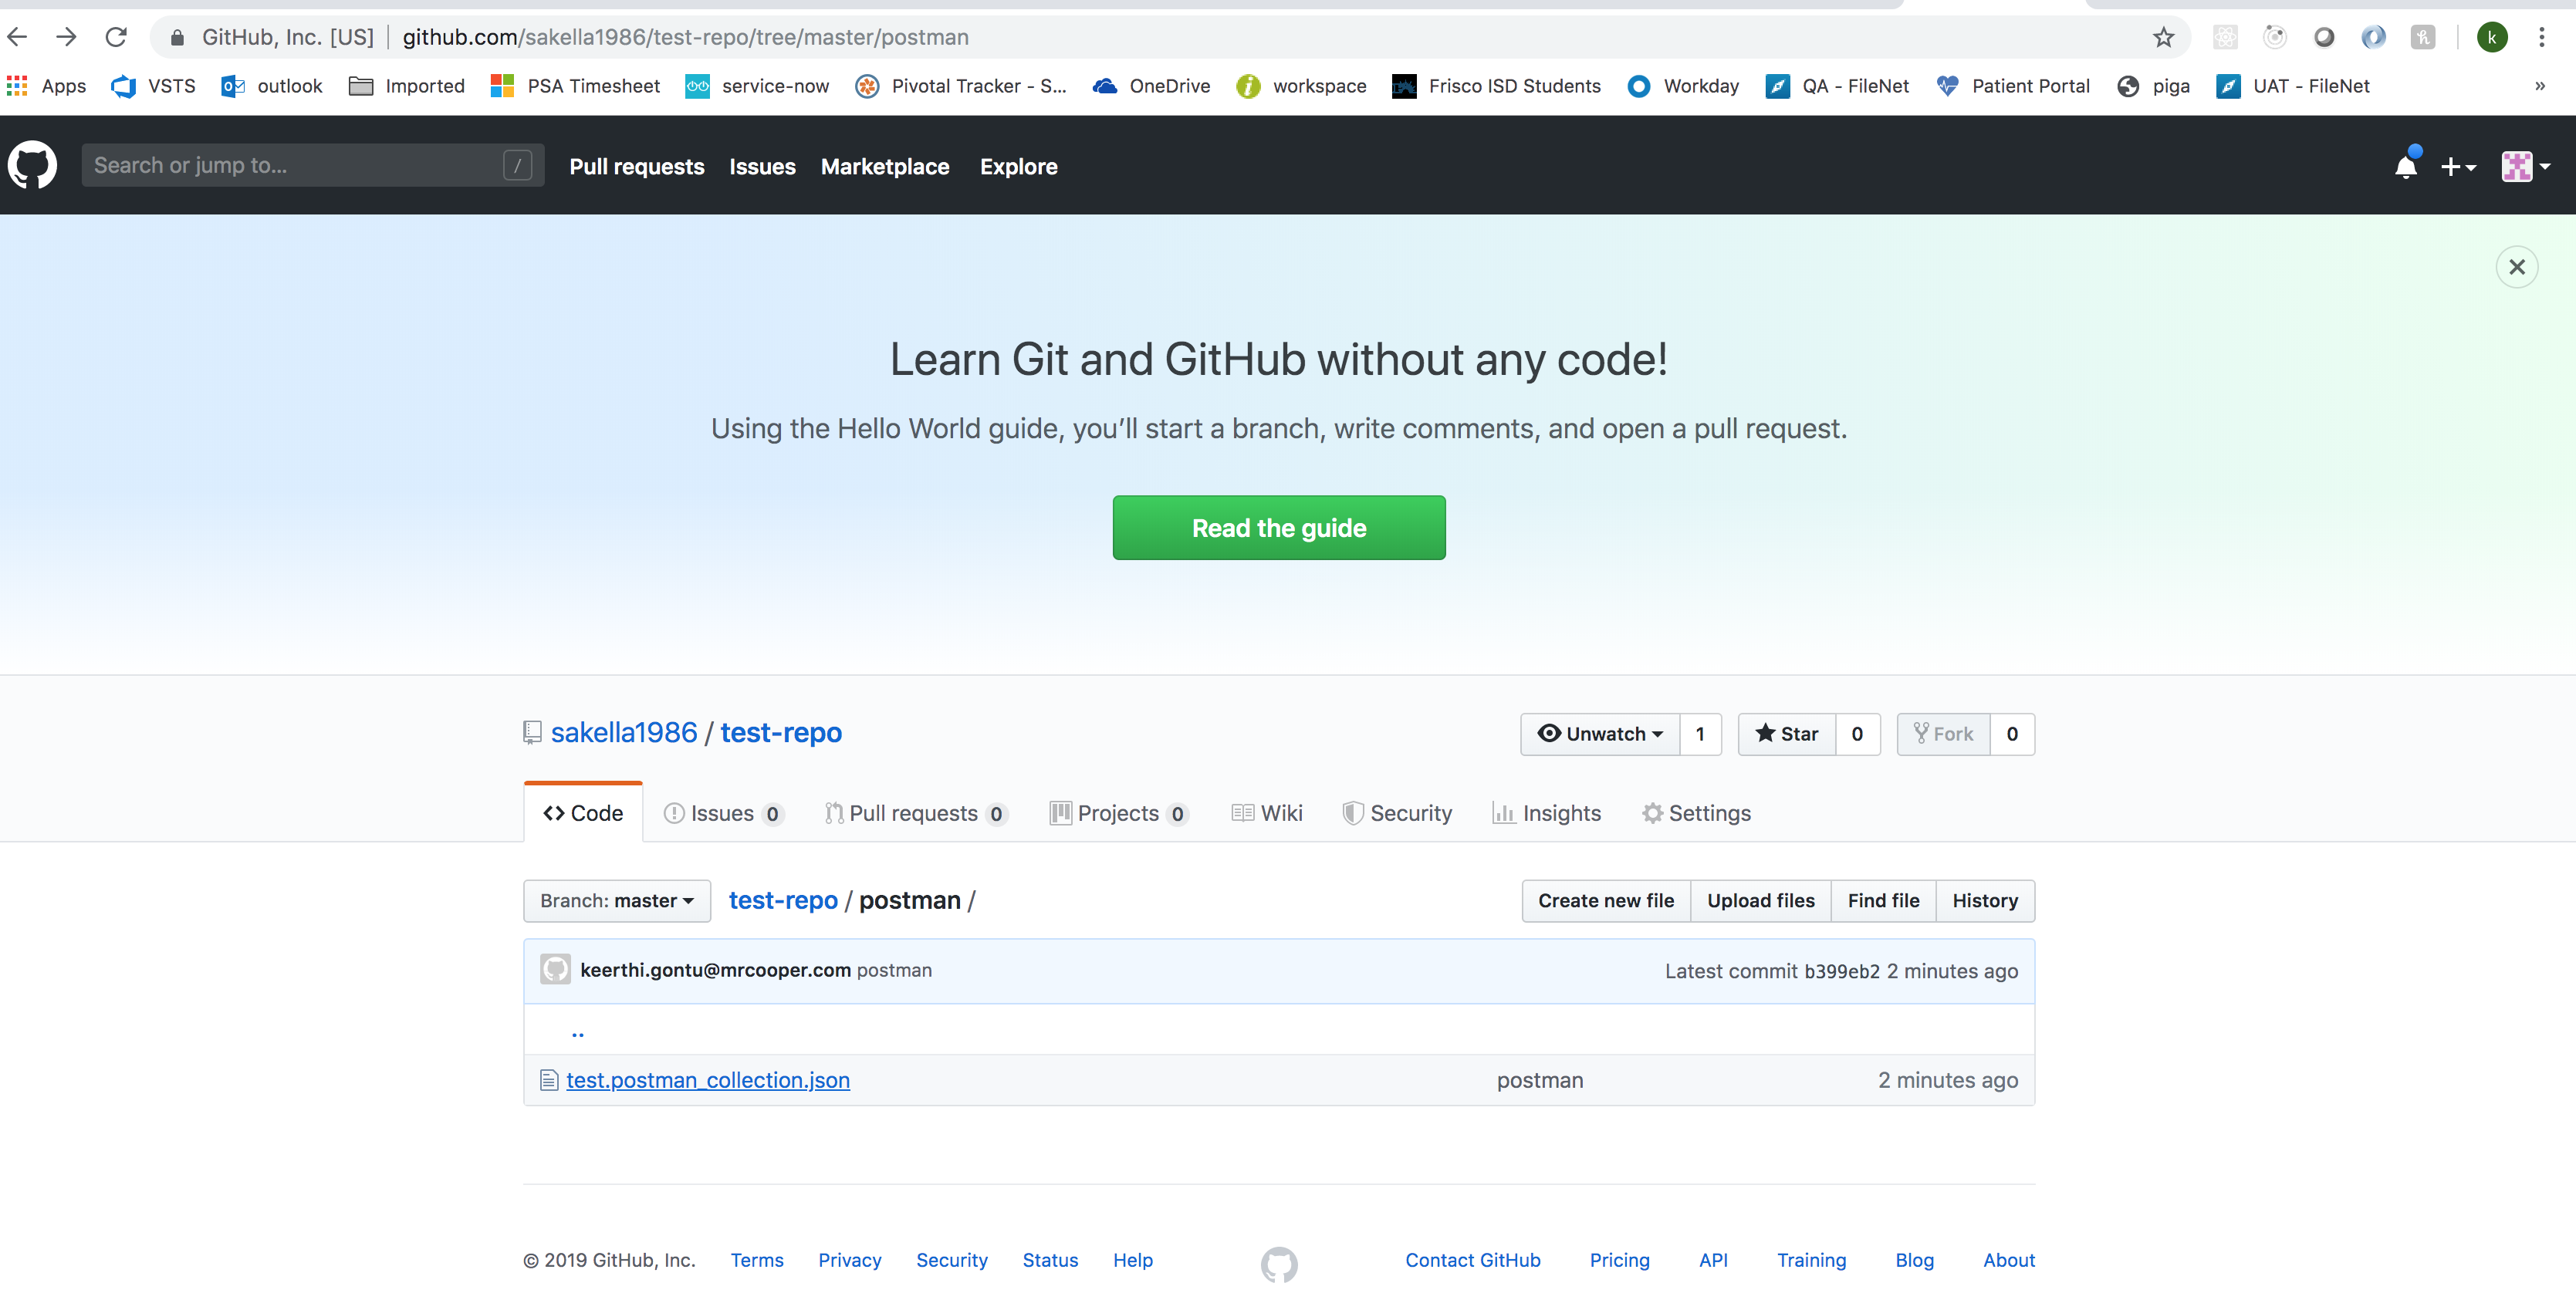 GitHub, Inc. [US] | github.com/sakella1986/test-repo/tree/master/postman k
Apps VSTS outlook Imported PSA Timesheet service-now Pivotal Tracker - S... OneDrive workspace Frisco ISD Students Workday QA - FileNet Patient Portal piga UAT - FileNet »
Search or jump to... / Pull requests Issues Marketplace Explore
Learn Git and GitHub without any code!
Using the Hello World guide, you’ll start a branch, write comments, and open a pull request.
Read the guide
sakella1986 / test-repo Unwatch 1 Star 0 Fork 0
Code Issues 0 Pull requests 0 Projects 0 Wiki Security Insights Settings
Branch: master test-repo / postman / Create new file Upload files Find file History
keerthi.gontu@mrcooper.com postman Latest commit b399eb2 2 minutes ago
..
test.postman_collection.json postman 2 minutes ago
© 2019 GitHub, Inc. Terms Privacy Security Status Help Contact GitHub Pricing API Training Blog About